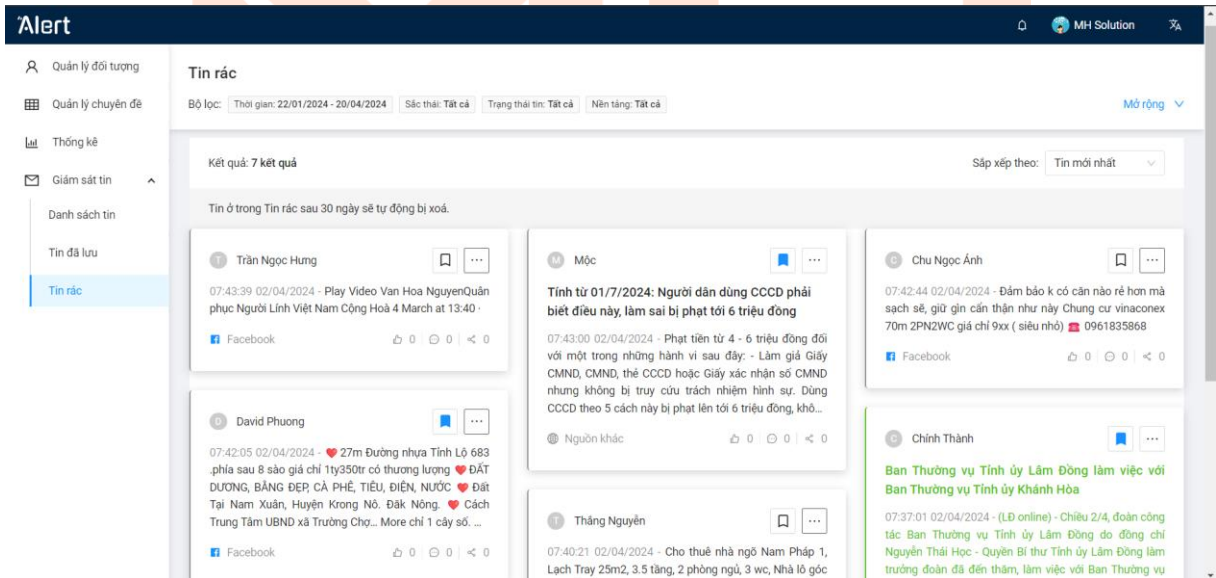 Alert
MH Solution
Quản lý đối tượng
Quản lý chuyên đề
Thống kê
Giám sát tin
Danh sách tin
Tin đã lưu
Tin rác
Tin rác
Bộ lọc: Thời gian: 22/01/2024 - 20/04/2024 Sắc thái: Tất cả Trạng thái tin: Tất cả Nền tảng: Tất cả
Mở rộng
Kết quả: 7 kết quả
Sắp xếp theo: Tin mới nhất
Tin ở trong Tin rác sau 30 ngày sẽ tự động bị xoá.
T Trần Ngọc Hưng
07:43:39 02/04/2024 - Play Video Van Hoa NguyenQuân
phục Người Lính Việt Nam Cộng Hoà 4 March at 13:40 ·
Facebook 0 0 0
D David Phuong
07:42:05 02/04/2024 - ❤️ 27m Đường nhựa Tỉnh Lộ 683
.phía sau 8 sào giá chỉ 1ty350tr có thương lượng ❤️ ĐẤT
DƯƠNG, BẰNG ĐẸP, CÀ PHÊ, TIÊU, ĐIỆN, NƯỚC ❤️ Đất
Tại Nam Xuân, Huyện Krong Nô. Đăk Nông. ❤️ Cách
Trung Tâm UBND xã Trường Chợ... More chỉ 1 cây số. ...
Facebook 0 0 0
M Mộc
Tính từ 01/7/2024: Người dân dùng CCCD phải
biết điều này, làm sai bị phạt tới 6 triệu đồng
07:43:00 02/04/2024 - Phạt tiền từ 4 - 6 triệu đồng đối
với một trong những hành vi sau đây: - Làm giả Giấy
CMND, CMND, thẻ CCCD hoặc Giấy xác nhận số CMND
nhưng không bị truy cứu trách nhiệm hình sự. Dùng
CCCD theo 5 cách này bị phạt lên tới 6 triệu đồng, khô...
Nguồn khác 0 0 0
T Thắng Nguyễn
07:40:21 02/04/2024 - Cho thuê nhà ngõ Nam Pháp 1,
Lạch Tray 25m2, 3.5 tầng, 2 phòng ngủ, 3 wc, Nhà lô góc
C Chu Ngọc Ánh
07:42:44 02/04/2024 - Đảm bảo k có căn nào rẻ hơn mà
sạch sẽ, giữ gìn cẩn thận như này Chung cư vinaconex
70m 2PN2WC giá chỉ 9xx ( siêu nhỏ) ☎️ 0961835868
Facebook 0 0 0
C Chính Thành
Ban Thường vụ Tỉnh ủy Lâm Đồng làm việc với
Ban Thường vụ Tỉnh ủy Khánh Hòa
07:37:01 02/04/2024 - (LĐ online) - Chiều 2/4, đoàn công
tác Ban Thường vụ Tỉnh ủy Lâm Đồng do đồng chí
Nguyễn Thái Học - Quyền Bí thư Tỉnh ủy Lâm Đồng làm
trưởng đoàn đã đến thăm, làm việc với Ban Thường vụ